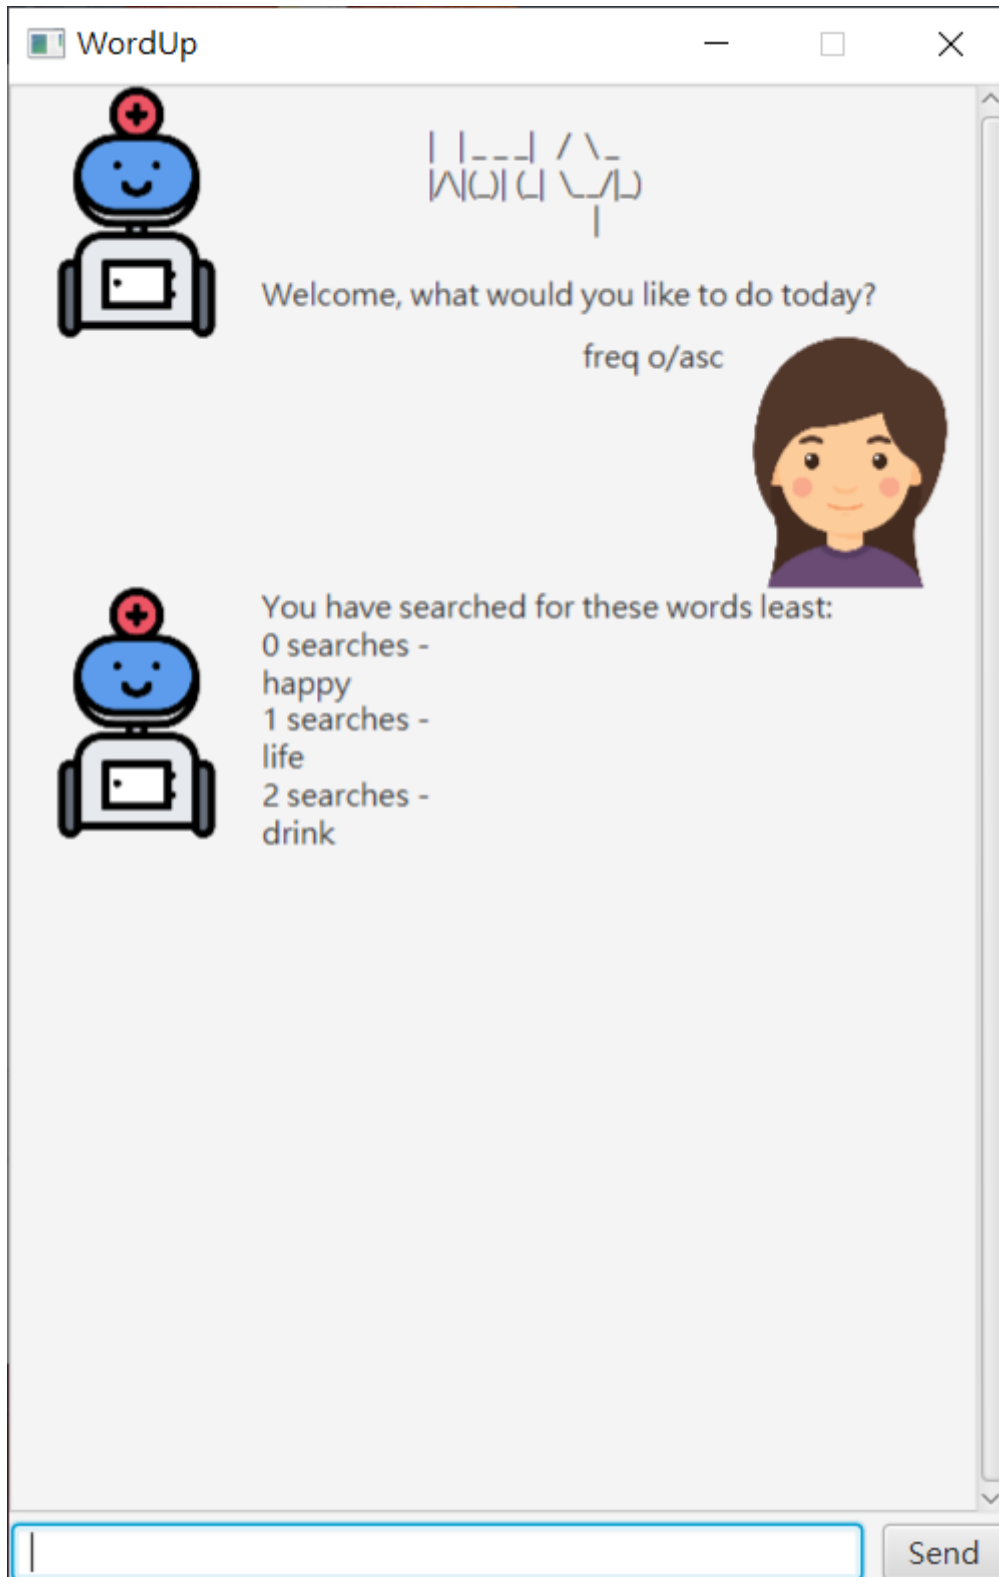 WordUp
|   |_ _ _|  /  \ _
|/\|(_)| (_|  \__/|_)
|
Welcome, what would you like to do today?
freq o/asc
You have searched for these words least:
0 searches -
happy
1 searches -
life
2 searches -
drink
Send